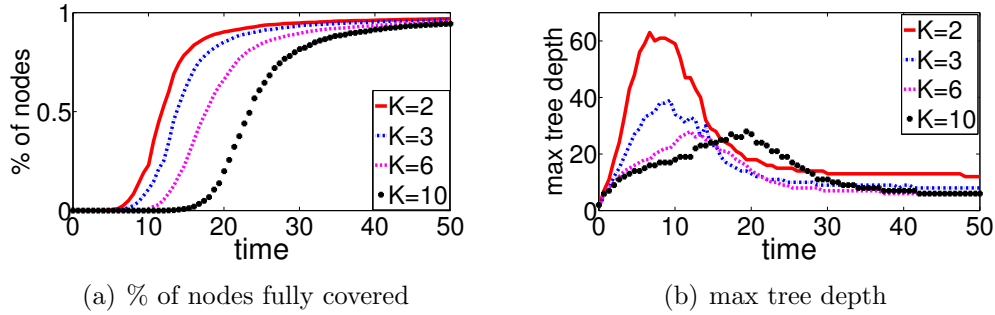 % of nodes
1
0.5
0
0
10
20
30
40
50
time
K=2
K=3
K=6
K=10
(a) % of nodes fully covered
max tree depth
60
40
20
0
0
10
20
30
40
50
time
K=2
K=3
K=6
K=10
(b) max tree depth